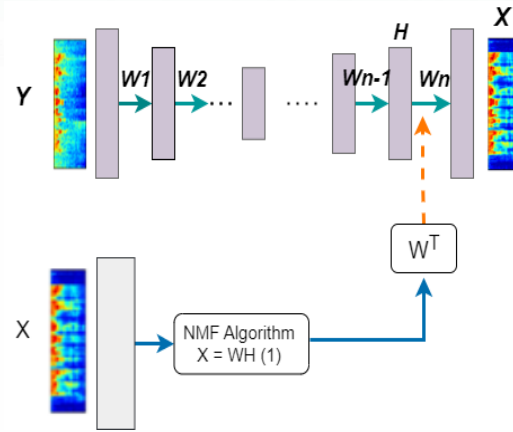 X
H
Y
W1
W2
Wn-1
Wn
W^T
X
NMF Algorithm
X = WH (1)